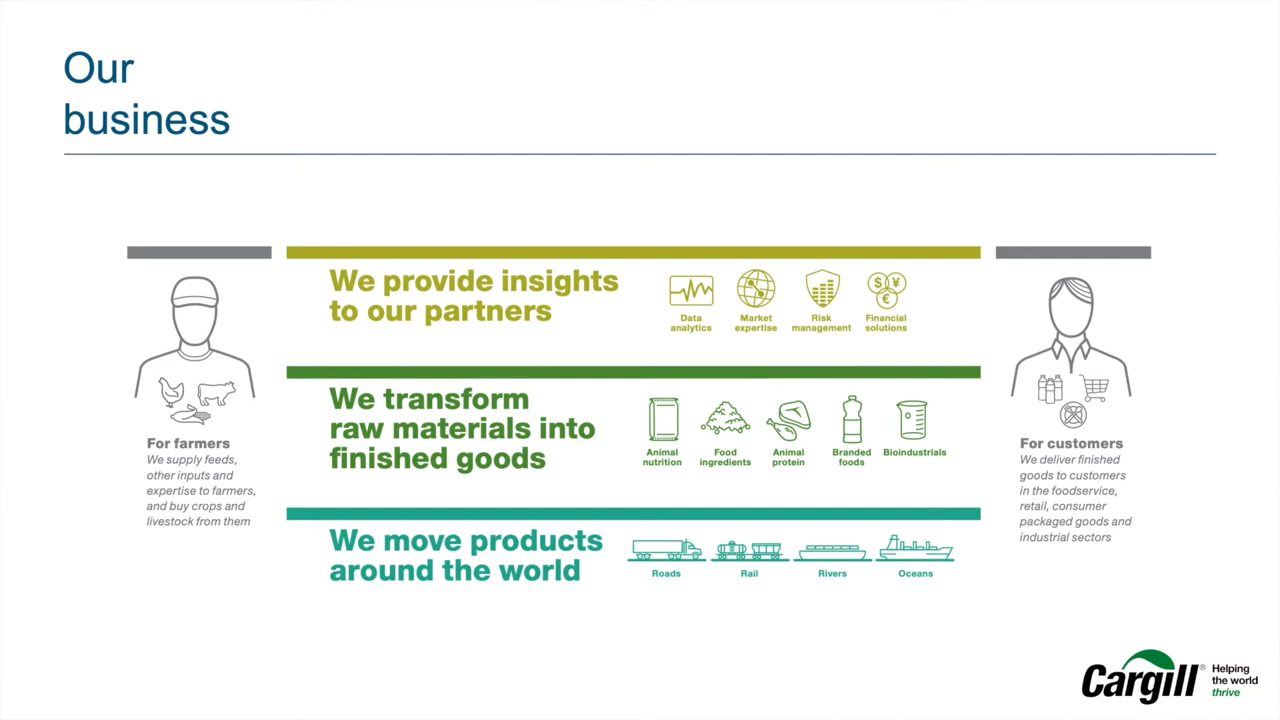 Our
business
For farmers
We supply feeds,
other inputs and
expertise to farmers,
and buy crops and
livestock from them
We provide insights
to our partners
Data
analytics
Market
expertise
Risk
management
$ ¥
€
Financial
solutions
We transform
raw materials into
finished goods
Animal
nutrition
Food
ingredients
Animal
protein
Branded
foods
Bioindustrials
We move products
around the world
Roads
Rail
Rivers
Oceans
For customers
We deliver finished
goods to customers
in the foodservice,
retail, consumer
packaged goods and
industrial sectors
Cargill®
Helping
the world
thrive